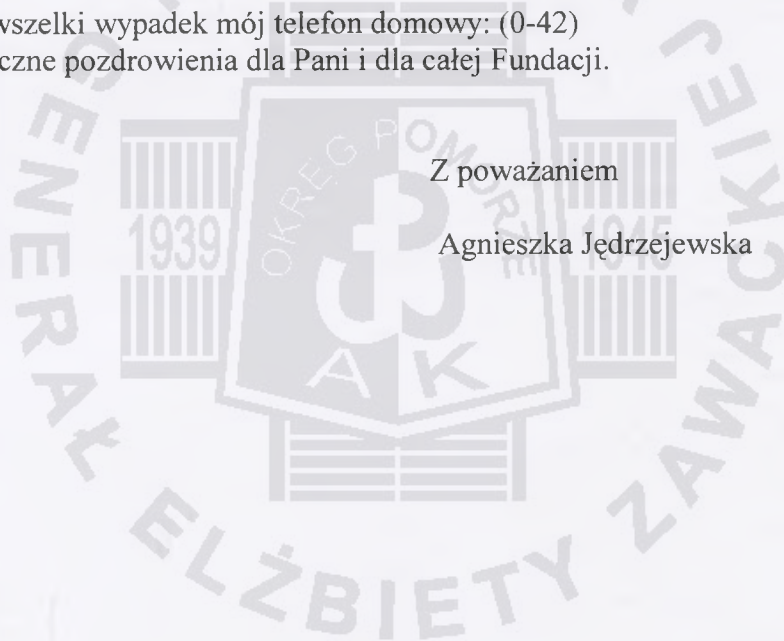 wszelki wypadek mój telefon domowy: (0-42)
czne pozdrowienia dla Pani i dla całej Fundacji.
Z poważaniem
Agnieszka Jędrzejewska
GENERAŁ ELŻBIETY ZAWACKIEJ
OKRĘG POMORZE
1939
1945
A K